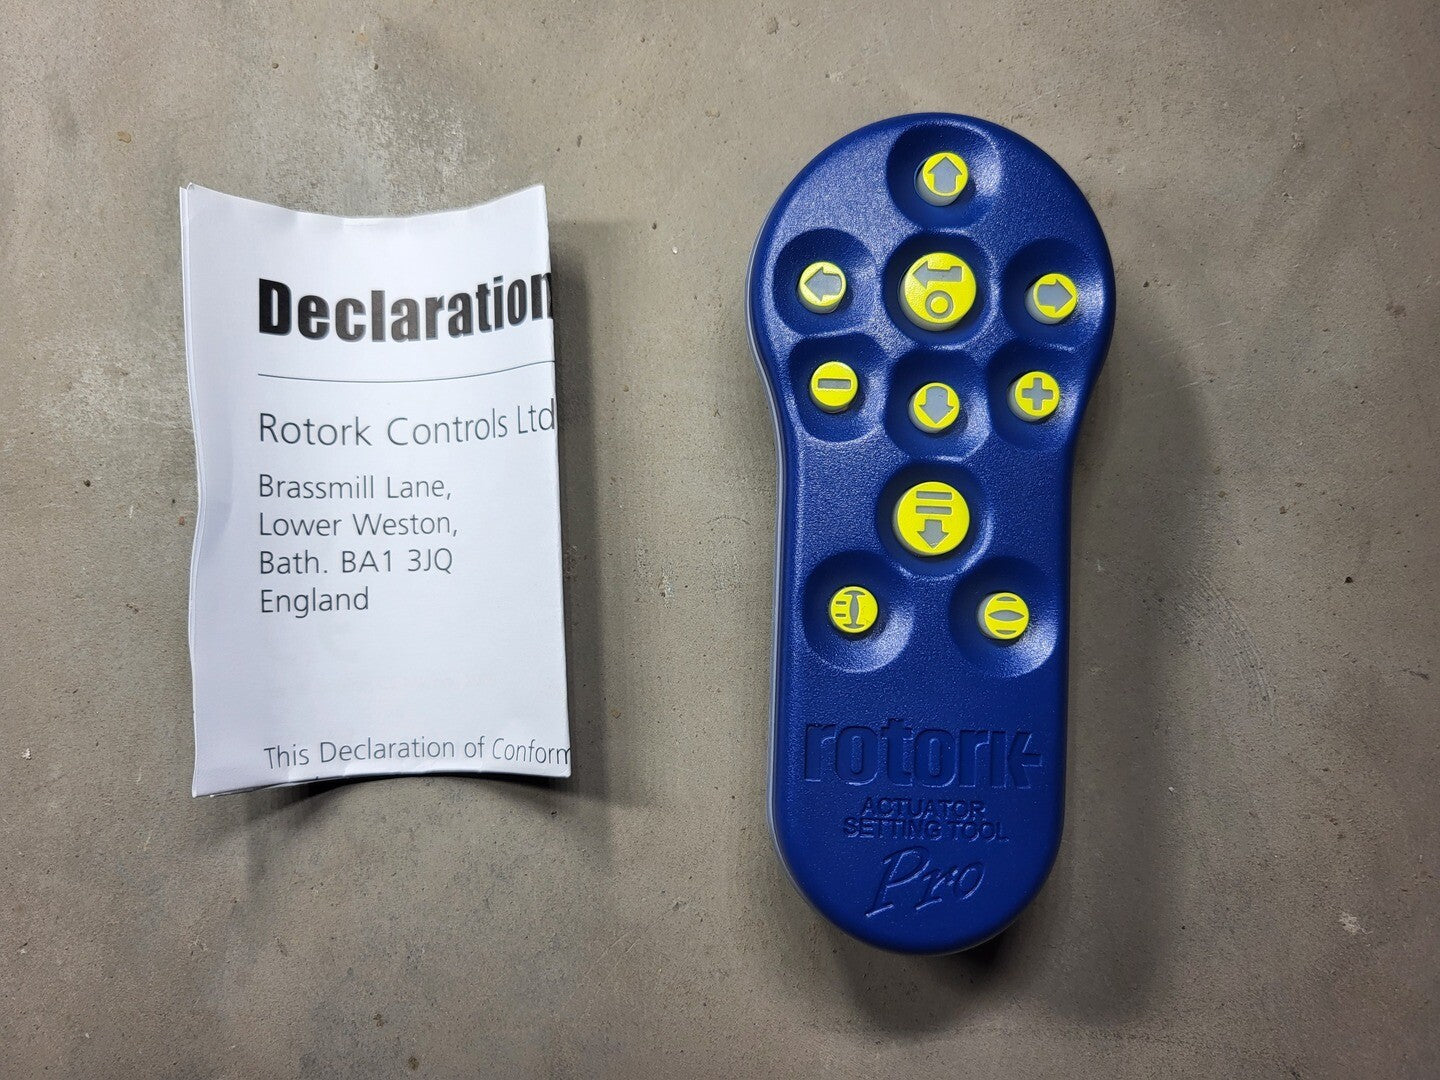 Declaration
Rotork Controls Ltd
Brassmill Lane,
Lower Weston,
Bath. BA1 3JQ
England
This Declaration of Conform
rotork
ACTUATOR
SETTING TOOL
Pro